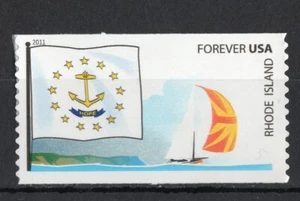 2011
FOREVER USA
RHODE ISLAND
HOPE